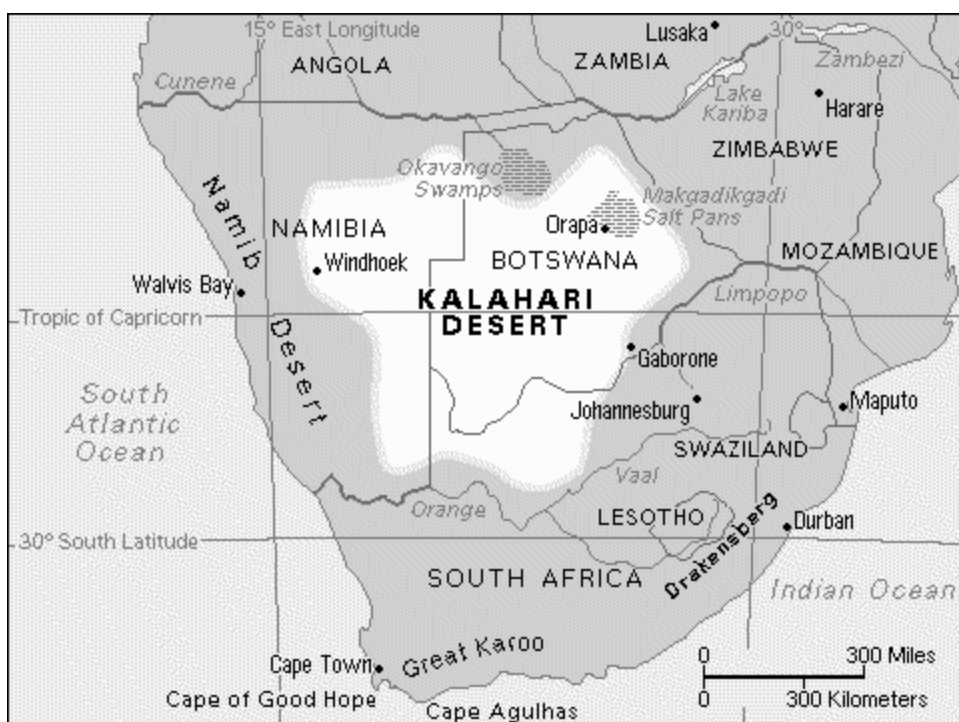 Lusaka
15° East Longitude
30°
ANGOLA
ZAMBIA
Zambezi
Cunene
Lake
Kariba
Harare
ZIMBABWE
Okavango
Swamps
Makgadikgadi
Salt Pans
Namib Desert
NAMIBIA
Orapa
BOTSWANA
MOZAMBIQUE
Windhoek
Walvis Bay
KALAHARI
DESERT
Limpopo
Tropic of Capricorn
Gaborone
South
Atlantic
Ocean
Johannesburg
Maputo
SWAZILAND
Vaal
Orange
LESOTHO
Drakensberg
Durban
30° South Latitude
SOUTH AFRICA
Indian Ocean
Great Karoo
Cape Town
0 300 Miles
0 300 Kilometers
Cape of Good Hope
Cape Agulhas